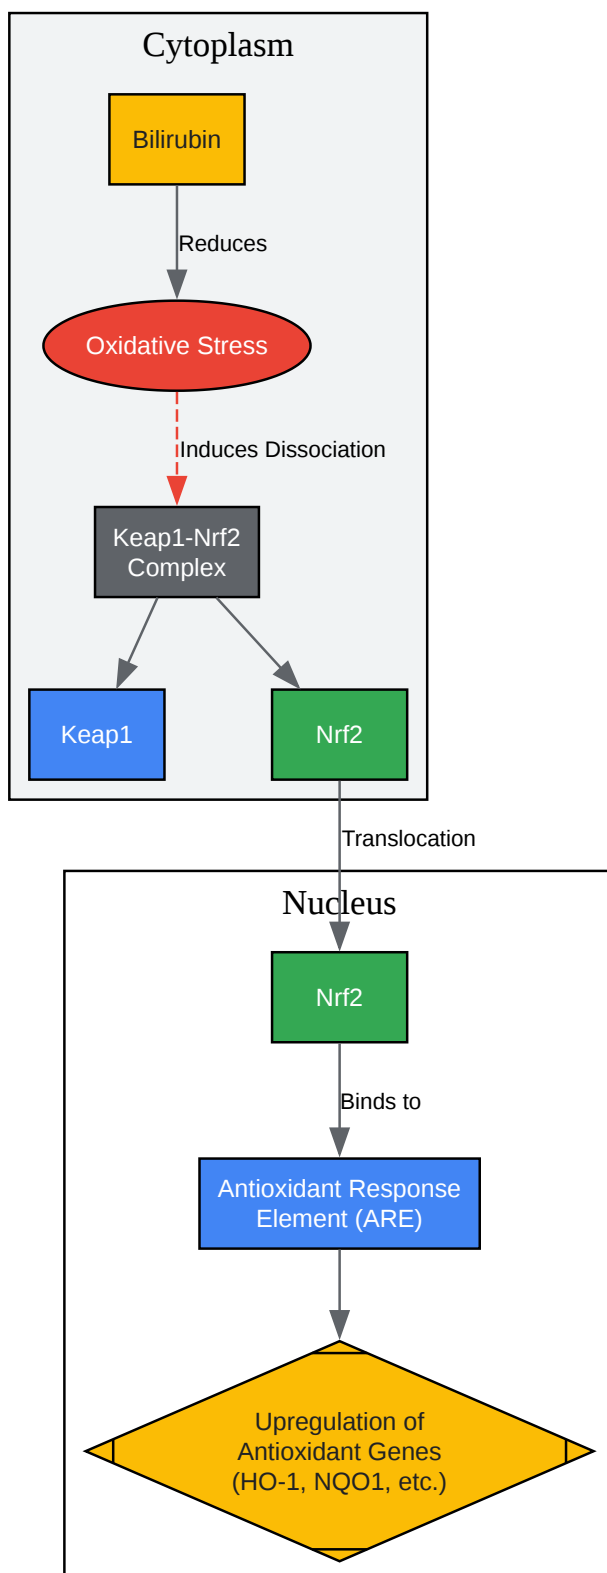 Cytoplasm
Bilirubin
Reduces
Oxidative Stress
Induces Dissociation
Keap1-Nrf2
Complex
Keap1
Nrf2
Translocation
Nucleus
Nrf2
Binds to
Antioxidant Response
Element (ARE)
Upregulation of
Antioxidant Genes
(HO-1, NQO1, etc.)